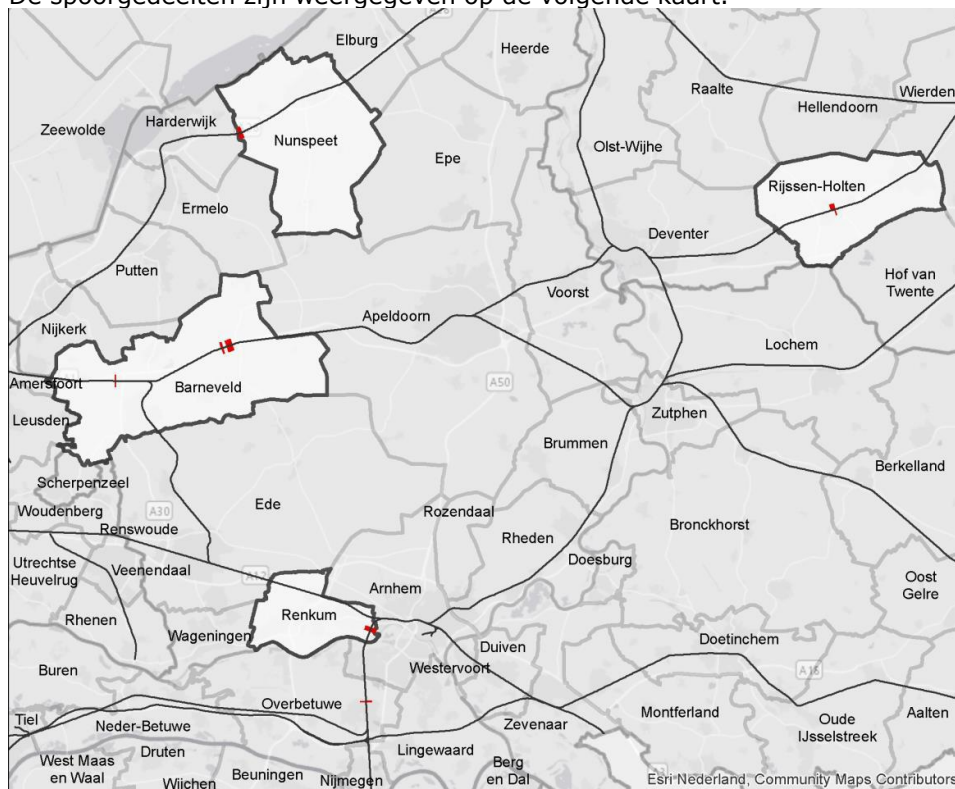 De spoorgedeelten zijn weergegeven op de volgende kaart:
Elburg
Heerde
Raalte
Wierden
Hellendoorn
Harderwijk
Zeewolde
Nunspeet
Olst-Wijhe
Epe
Rijssen-Holten
Ermelo
Deventer
Putten
Hof van
Twente
Voorst
Apeldoorn
Nijkerk
Lochem
Amersfoort
Barneveld
A50
Leusden
Zutphen
Brummen
Berkelland
Scherpenzeel
Ede
Woudenberg
A30
Rozendaal
Renswoude
Bronckhorst
Rheden
Doesburg
Utrechtse
Heuvelrug
Veenendaal
A12
Arnhem
Oost
Gelre
Rhenen
Renkum
Wageningen
Doetinchem
Duiven
Westervoort
Buren
A18
Overbetuwe
Montferland
Aalten
Tiel
Neder-Betuwe
Zevenaar
Oude
IJsselstreek
Druten
Lingewaard
West Maas
en Waal
Beuningen
Nijmegen
Berg
en Dal
Wijchen
Esri Nederland, Community Maps Contributors